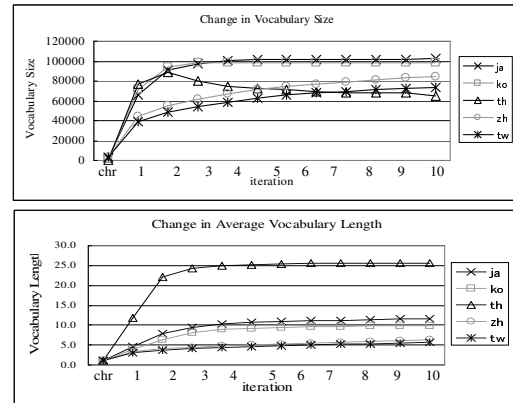 Change in Vocabulary Size
Vocabulary Size
120000
100000
80000
60000
40000
20000
0
chr 1 2 3 4 5 6 7 8 9 10
iteration
ja
ko
th
zh
tw
Change in Average Vocabulary Length
Vocabulary Lengtl
30.0
25.0
20.0
15.0
10.0
5.0
0.0
chr 1 2 3 4 5 6 7 8 9 10
iteration
ja
ko
th
zh
tw